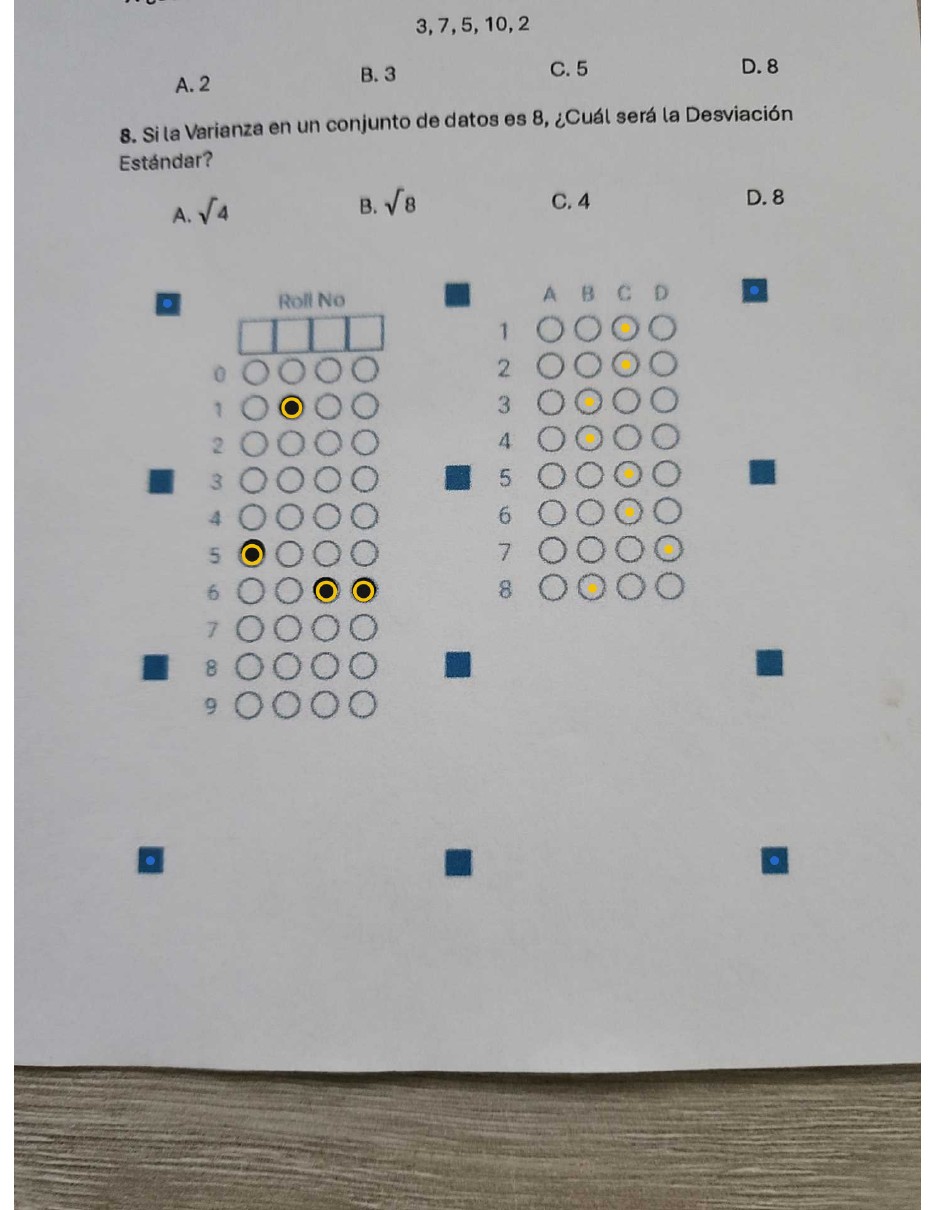 3, 7, 5, 10, 2
A. 2 B. 3 C. 5 D. 8
8. Si la Varianza en un conjunto de datos es 8, ¿Cuál será la Desviación
Estándar?
A. √4 B. √8 C. 4 D. 8
Roll No
0
1
2
3
4
5
6
7
8
9
A B C D
1
2
3
4
5
6
7
8